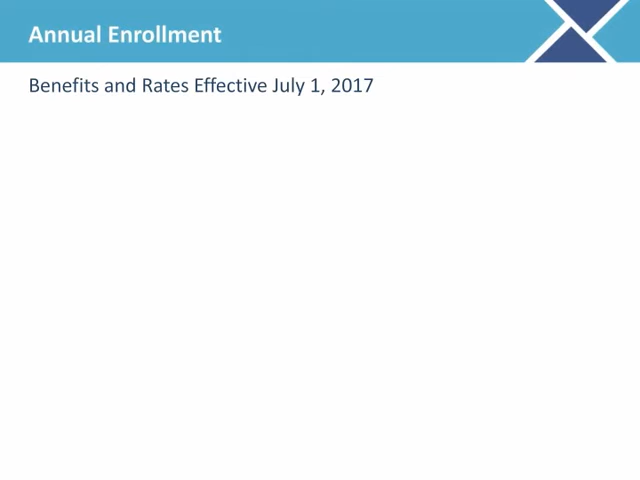 Annual Enrollment
Benefits and Rates Effective July 1, 2017